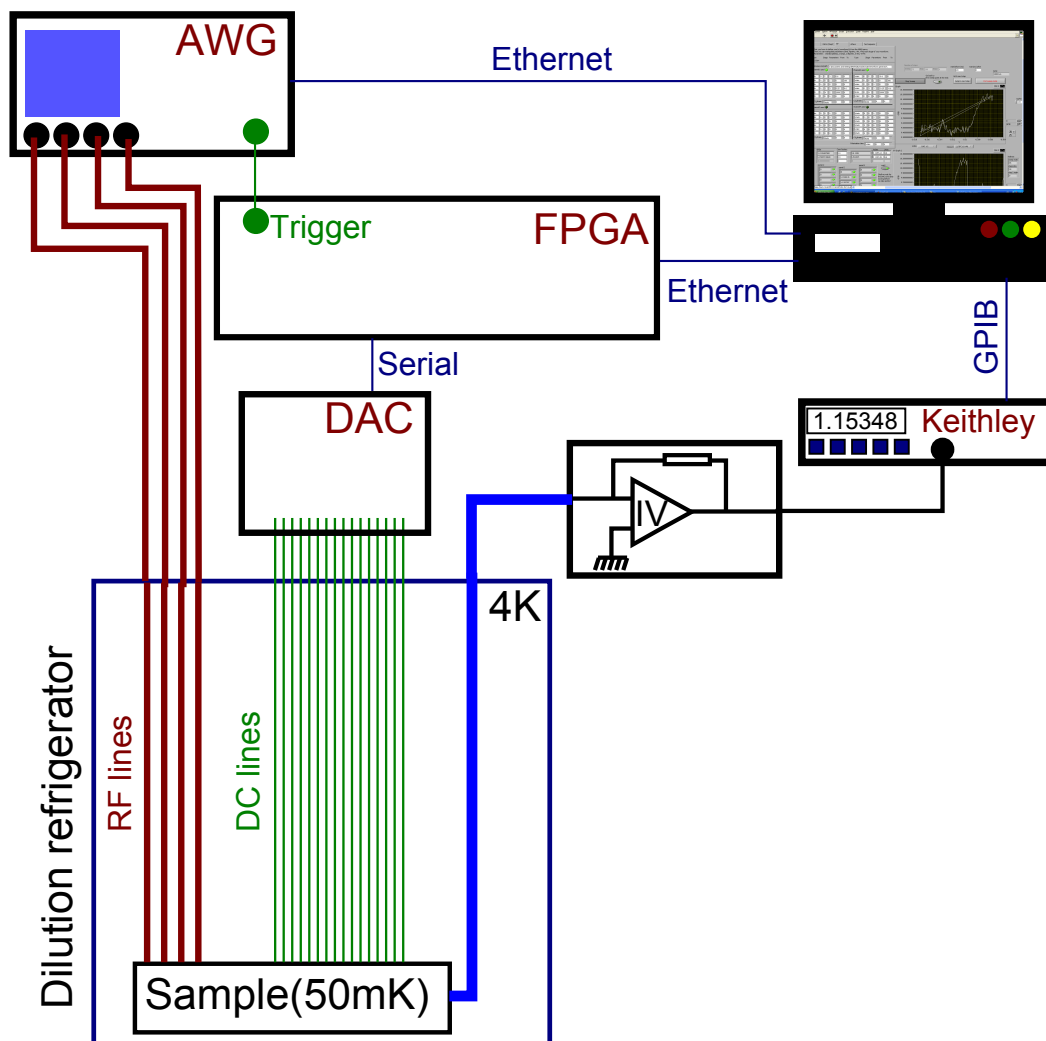 AWG
Ethernet
Trigger
FPGA
Ethernet
Serial
GPIB
DAC
1.15348
Keithley
IV
4K
Dilution refrigerator
RF lines
DC lines
Sample(50mK)